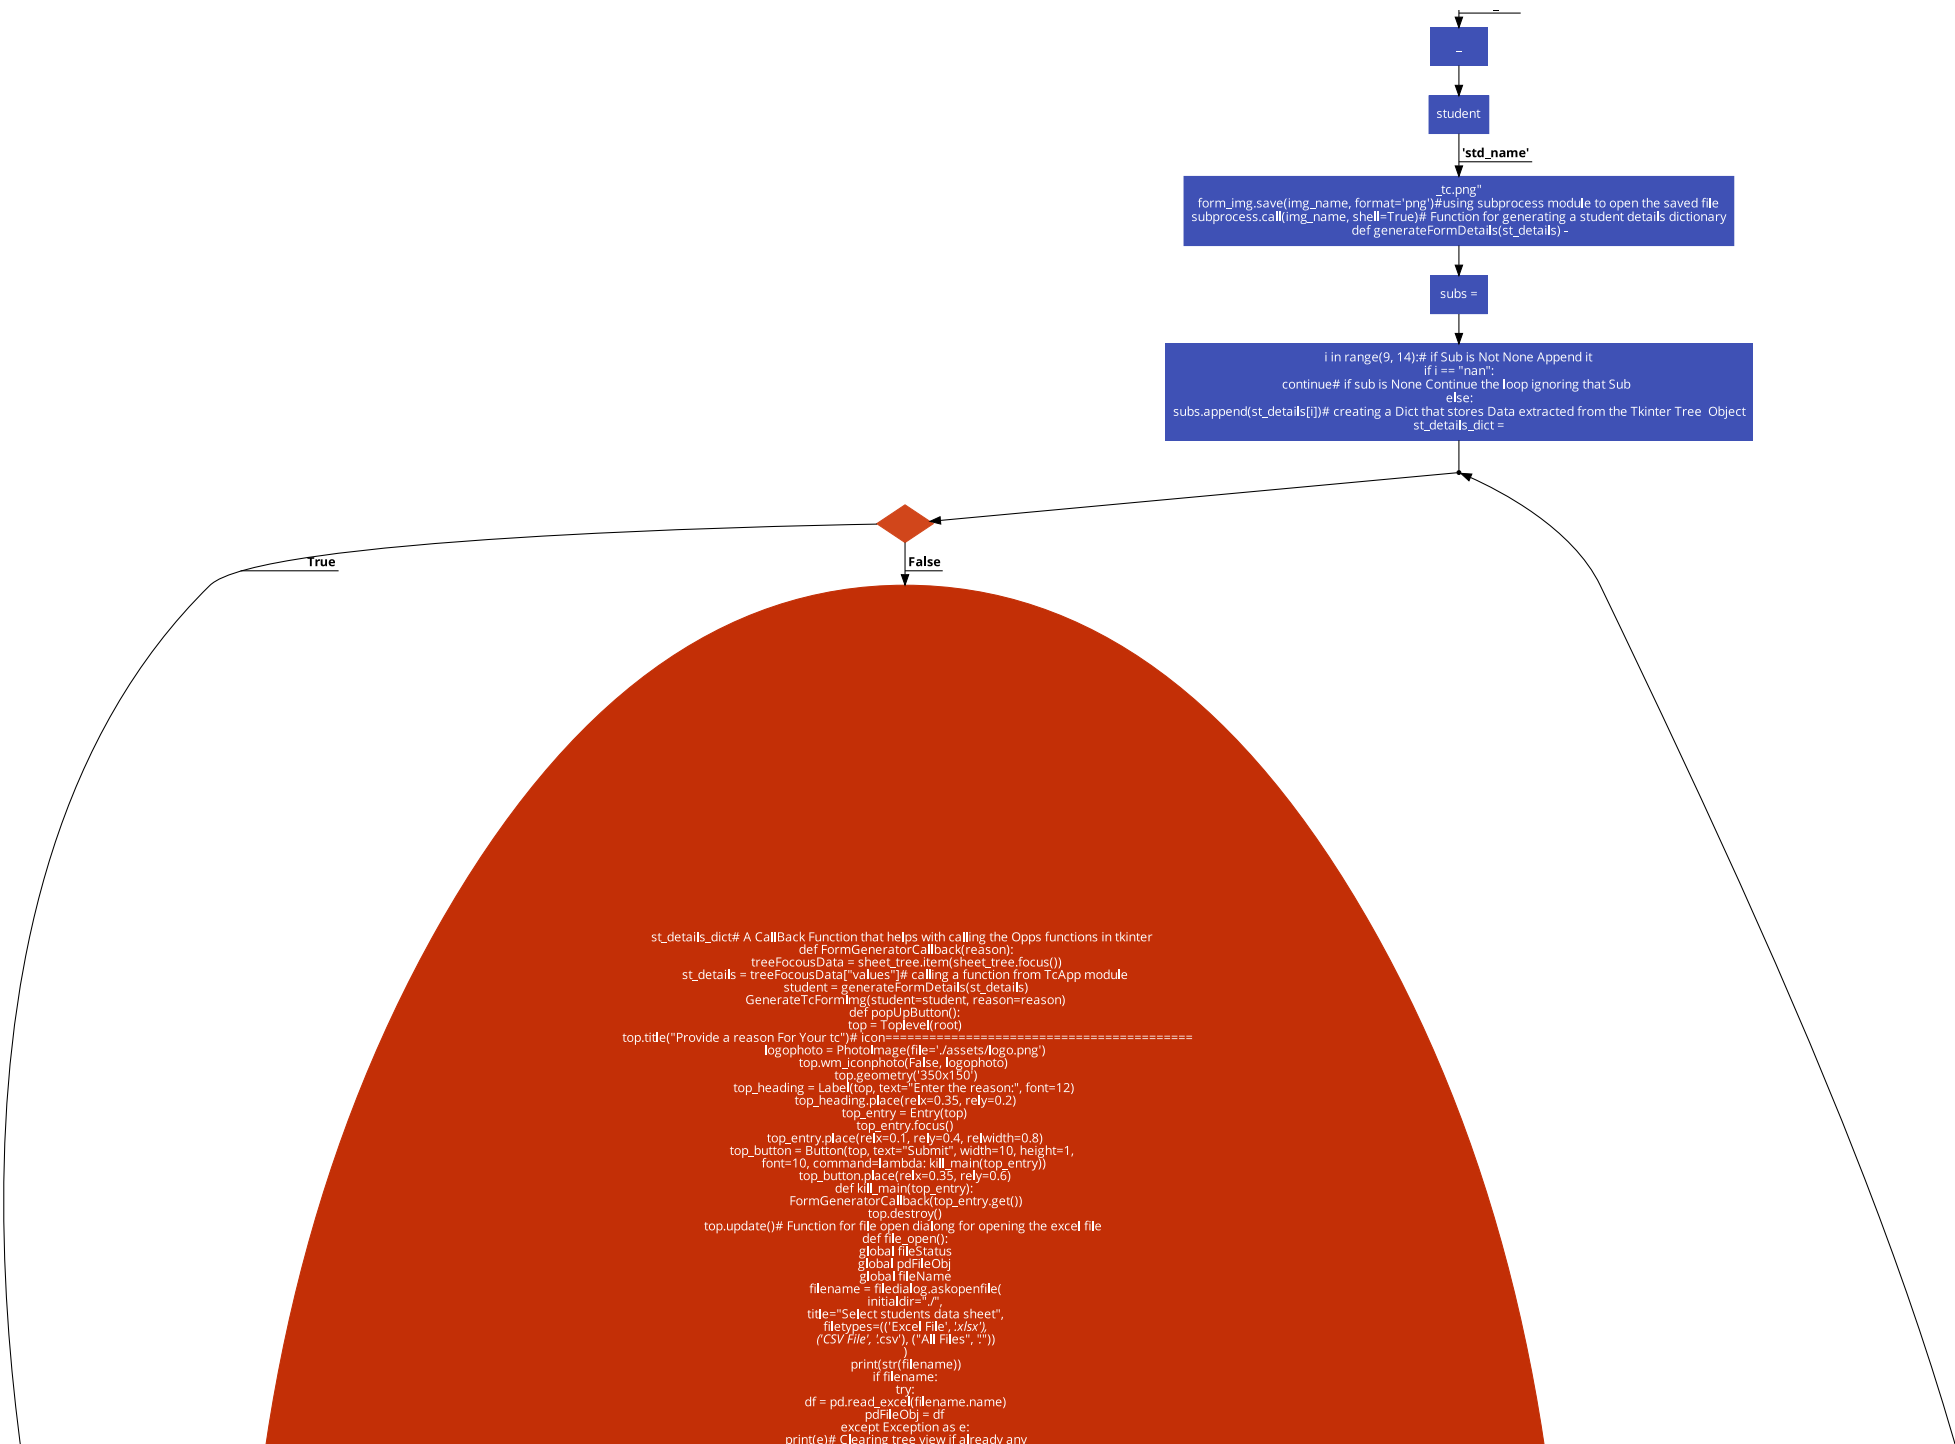 _
_
student
'std_name'
_tc.png"
form_img.save(img_name, format='png')#using subprocess module to open the saved file
subprocess.call(img_name, shell=True)# Function for generating a student details dictionary
def generateFormDetails(st_details) -
subs =
i in range(9, 14):# if Sub is Not None Append it
if i == "nan":
continue# if sub is None Continue the loop ignoring that Sub
else:
subs.append(st_details[i])# creating a Dict that stores Data extracted from the Tkinter Tree  Object
st_details_dict =
True
False
st_details_dict# A CallBack Function that helps with calling the Opps functions in tkinter
def FormGeneratorCallback(reason):
treeFocousData = sheet_tree.item(sheet_tree.focus())
st_details = treeFocousData["values"]# calling a function from TcApp module
student = generateFormDetails(st_details)
GenerateTcFormImg(student=student, reason=reason)
def popUpButton():
top = Toplevel(root)
top.title("Provide a reason For Your tc")# icon==========================================
logophoto = PhotoImage(file='./assets/logo.png')
top.wm_iconphoto(False, logophoto)
top.geometry('350x150')
top_heading = Label(top, text="Enter the reason:", font=12)
top_heading.place(relx=0.35, rely=0.2)
top_entry = Entry(top)
top_entry.focus()
top_entry.place(relx=0.1, rely=0.4, relwidth=0.8)
top_button = Button(top, text="Submit", width=10, height=1,
font=10, command=lambda: kill_main(top_entry))
top_button.place(relx=0.35, rely=0.6)
def kill_main(top_entry):
FormGeneratorCallback(top_entry.get())
top.destroy()
top.update()# Function for file open dialong for opening the excel file
def file_open():
global fileStatus
global pdFileObj
global fileName
filename = filedialog.askopenfile(
initialdir="./",
title="Select students data sheet",
filetypes=(('Excel File', '.xlsx'),
('CSV File', '.csv'), ("All Files", "."))
)
print(str(filename))
if filename:
try:
df = pd.read_excel(filename.name)
pdFileObj = df
except Exception as e:
print(e)# Clearing tree view if already any